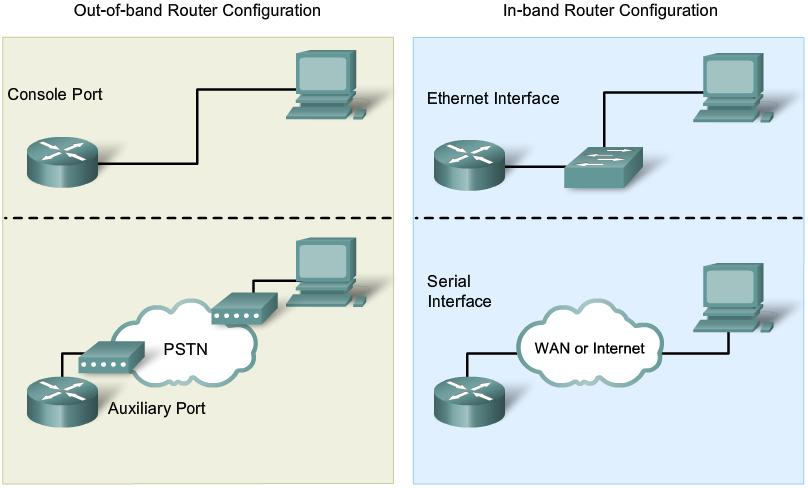 Out-of-band Router Configuration
In-band Router Configuration
Console Port
Ethernet Interface
PSTN
Auxiliary Port
Serial
Interface
WAN or Internet